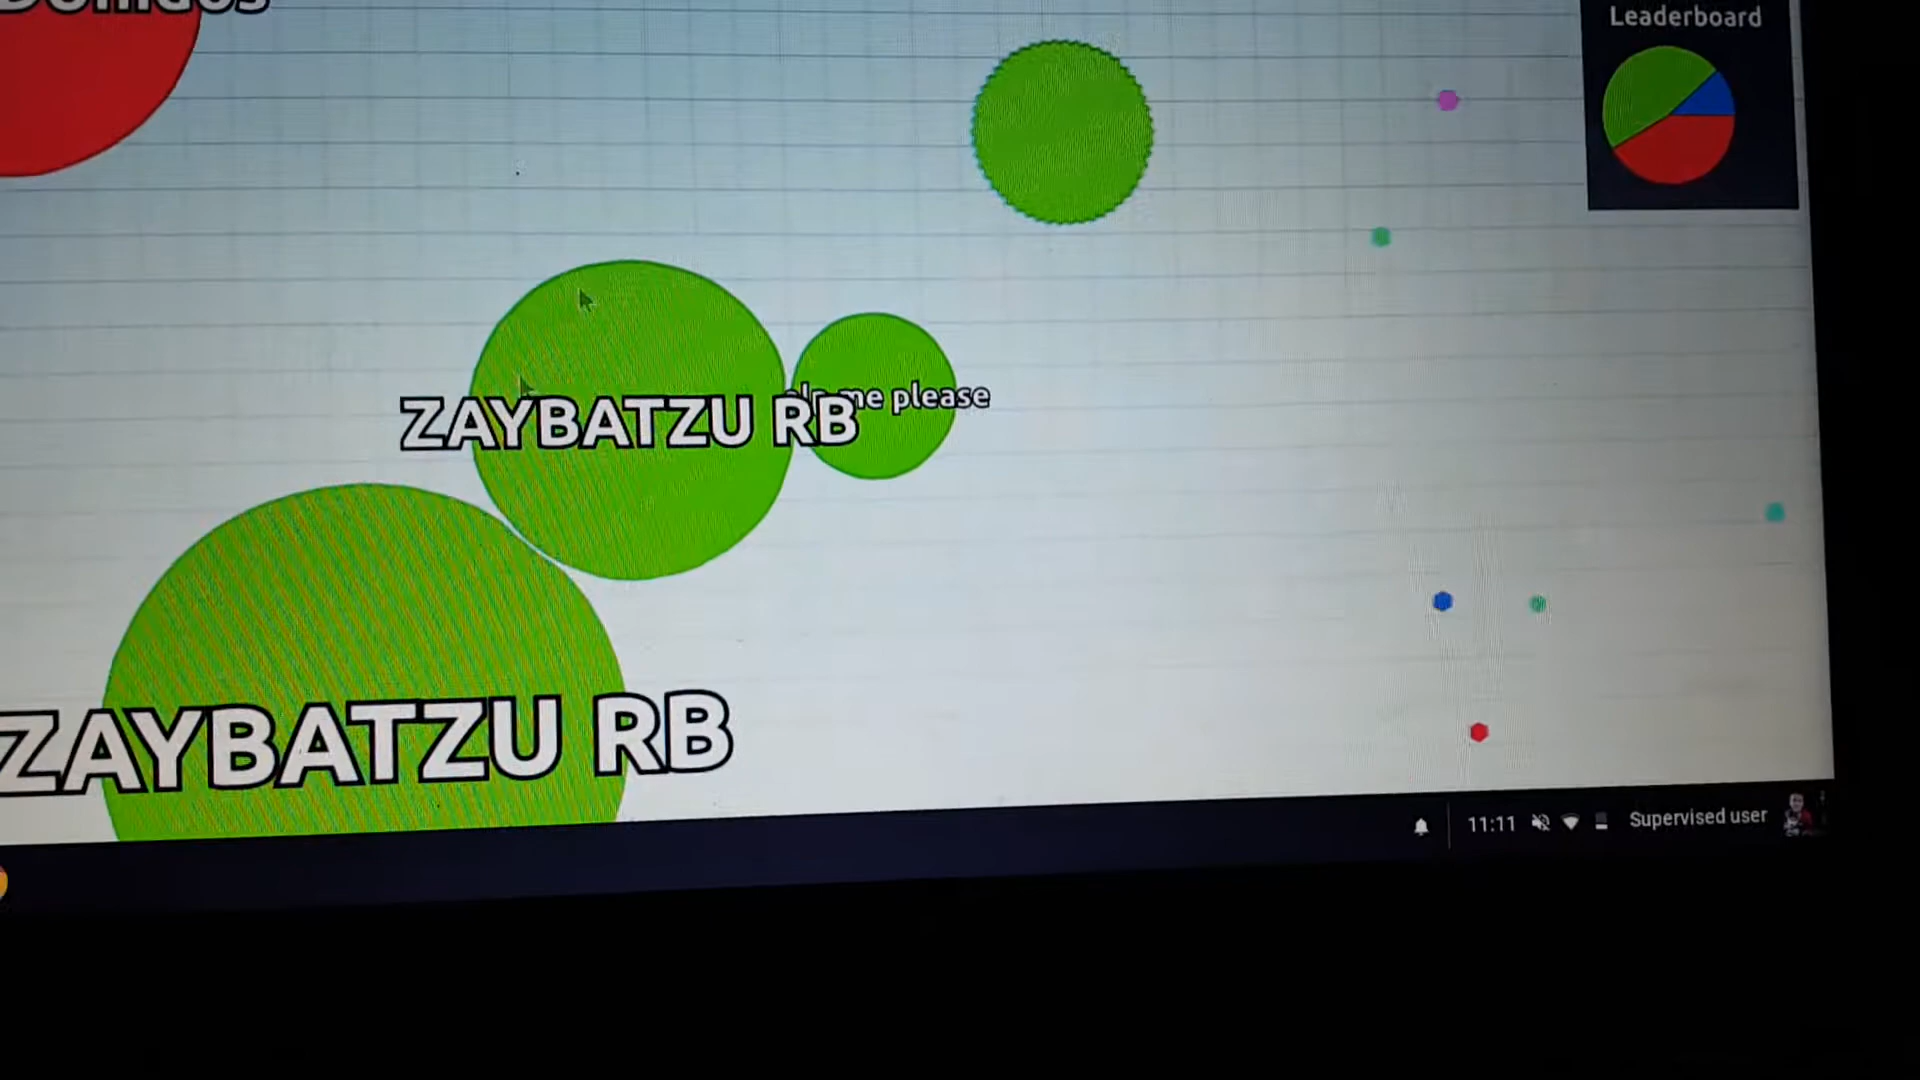 Leaderboard
me please
ZAYBATZU RB
ZAYBATZU RB
11:11 Supervised user